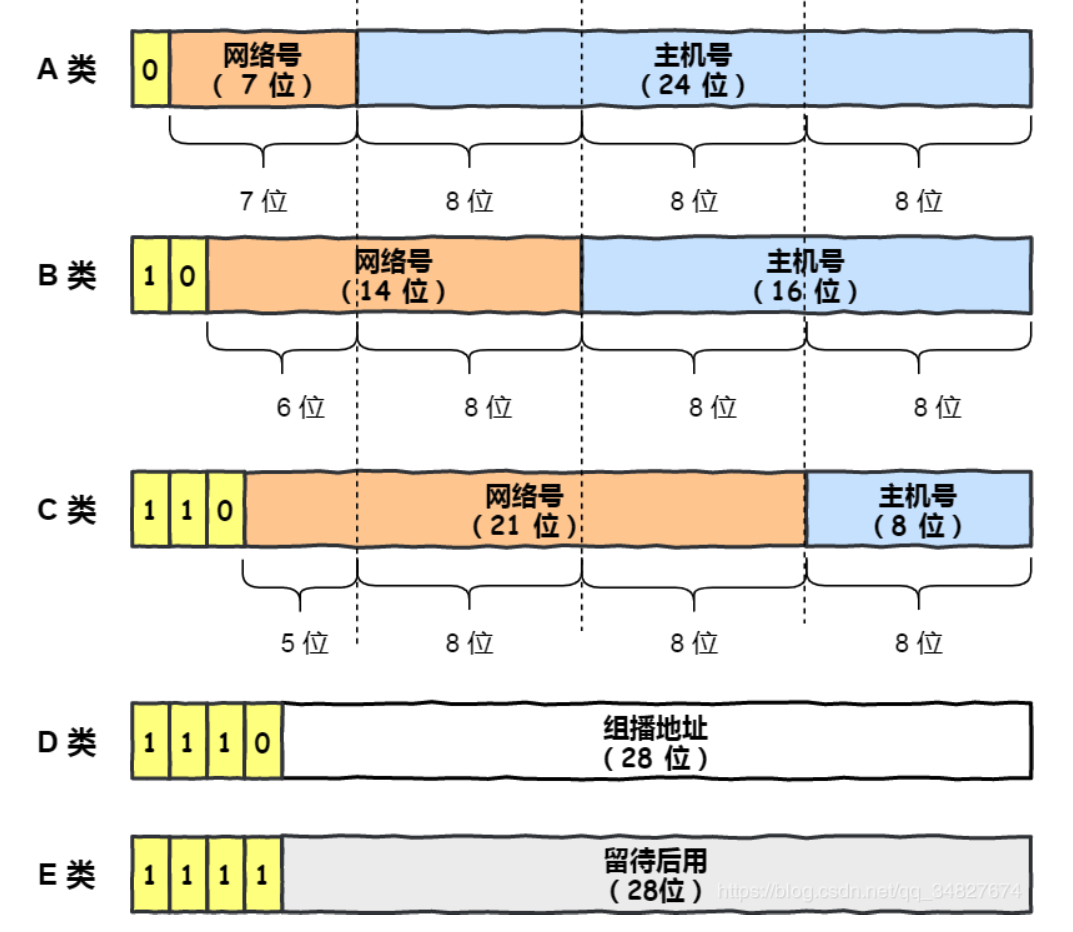 A 类
0
网络号
（ 7 位）
主机号
（24 位）
7 位
8 位
8 位
8 位
B 类
1 0
网络号
（14 位）
主机号
（16 位）
6 位
8 位
8 位
8 位
C 类
1 1 0
网络号
（21 位）
主机号
（8 位）
5 位
8 位
8 位
8 位
D 类
1 1 1 0
组播地址
（28 位）
E 类
1 1 1 1
留待后用
（28位）
https://blog.csdn.net/qq_34827674